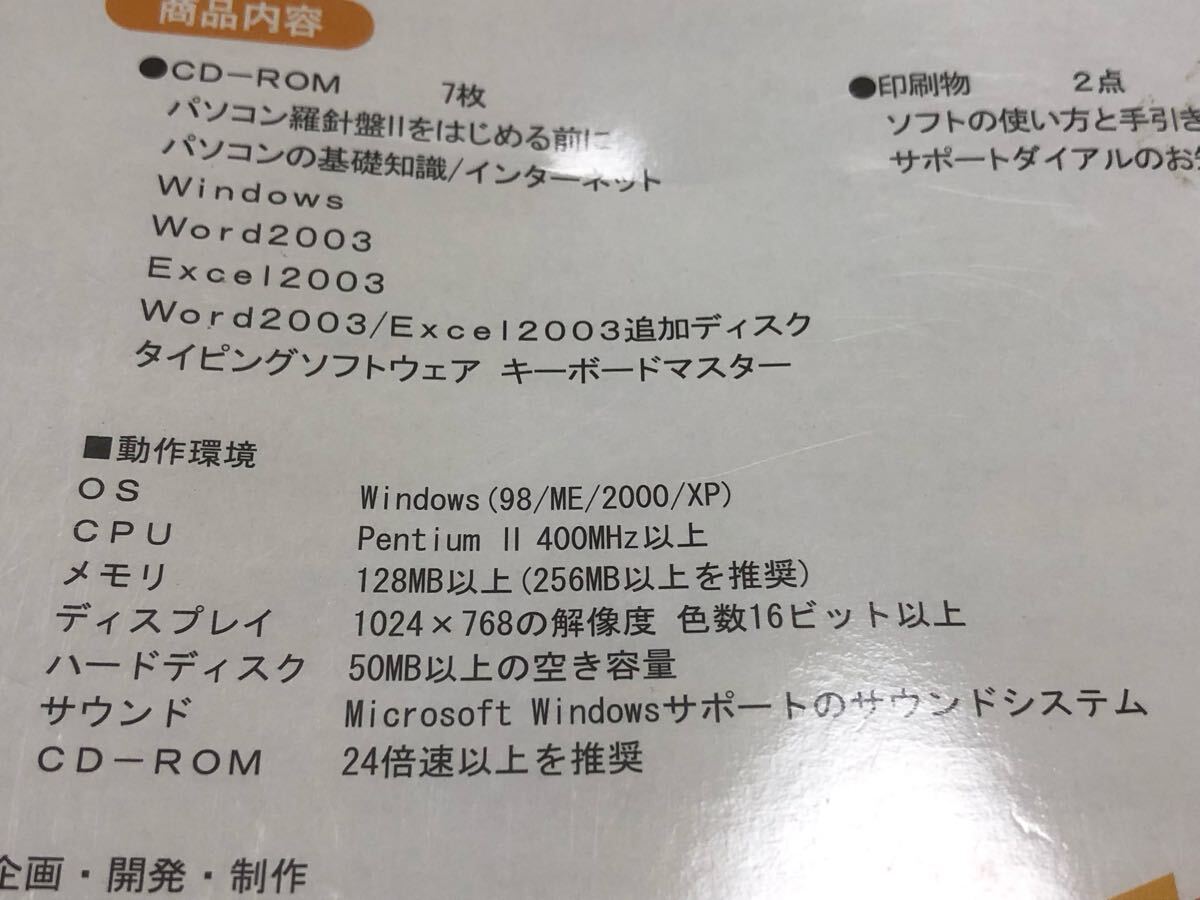 商品内容
●CD-ROM 7枚
パソコン羅針盤IIをはじめる前に
パソコンの基礎知識/インターネット
Windows
Word2003
Excel2003
Word2003/Excel2003追加ディスク
タイピングソフトウェア キーボードマスター
●印刷物 2点
ソフトの使い方と手引き
サポートダイアルのお
■動作環境
OS Windows(98/ME/2000/XP)
CPU Pentium II 400MHz以上
メモリ 128MB以上(256MB以上を推奨)
ディスプレイ 1024×768の解像度 色数16ビット以上
ハードディスク 50MB以上の空き容量
サウンド Microsoft Windowsサポートのサウンドシステム
CD-ROM 24倍速以上を推奨
企画・開発・制作